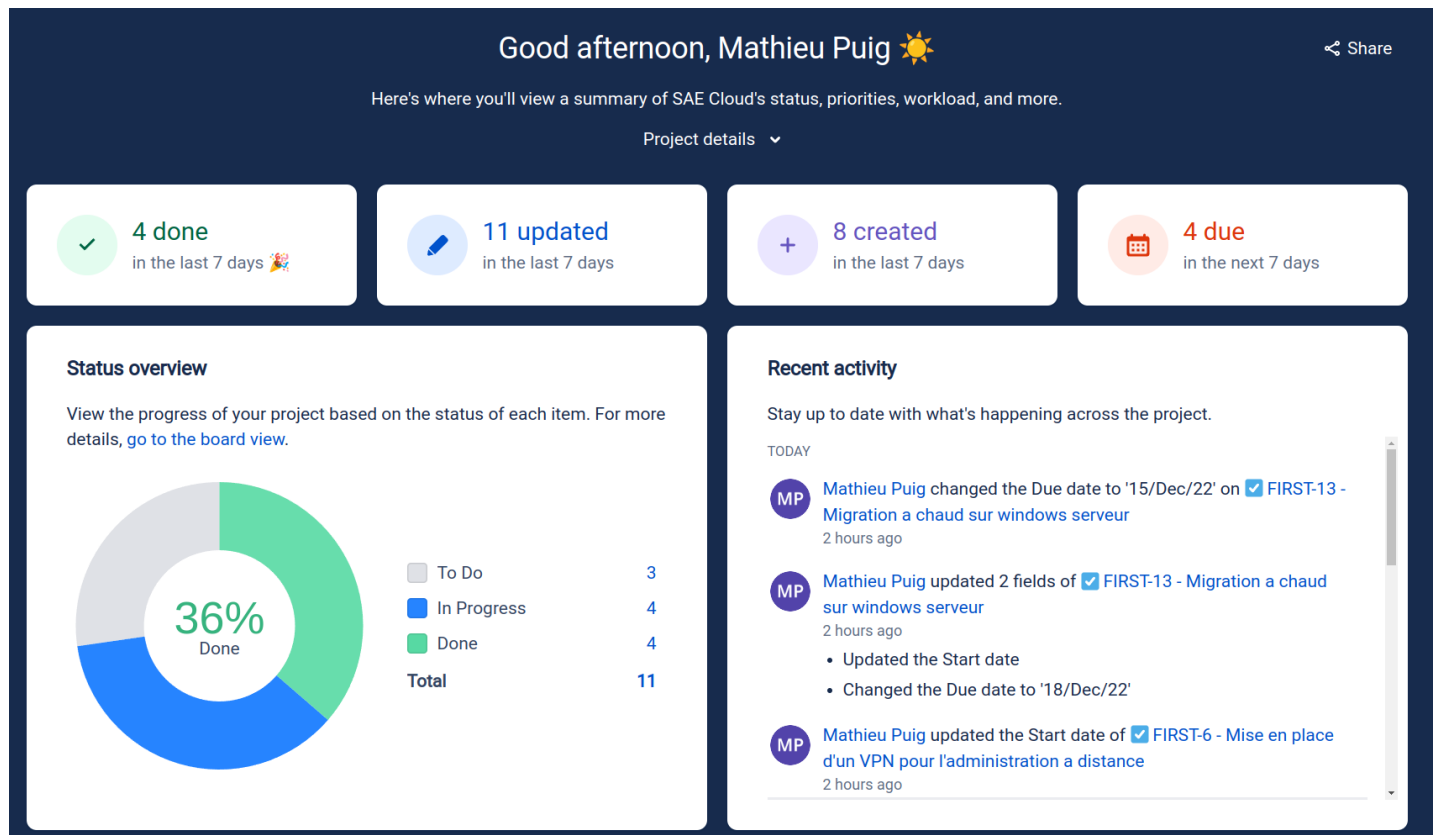 Good afternoon, Mathieu Puig ☀️
Share
Here's where you'll view a summary of SAE Cloud's status, priorities, workload, and more.
Project details
4 done
in the last 7 days 🎉
11 updated
in the last 7 days
8 created
in the last 7 days
4 due
in the next 7 days
Status overview
View the progress of your project based on the status of each item. For more
details, go to the board view.
36%
Done
To Do 3
In Progress 4
Done 4
Total 11
Recent activity
Stay up to date with what's happening across the project.
TODAY
MP
Mathieu Puig changed the Due date to '15/Dec/22' on FIRST-13 -
Migration a chaud sur windows serveur
2 hours ago
MP
Mathieu Puig updated 2 fields of FIRST-13 - Migration a chaud
sur windows serveur
2 hours ago
• Updated the Start date
• Changed the Due date to '18/Dec/22'
MP
Mathieu Puig updated the Start date of FIRST-6 - Mise en place
d'un VPN pour l'administration a distance
2 hours ago